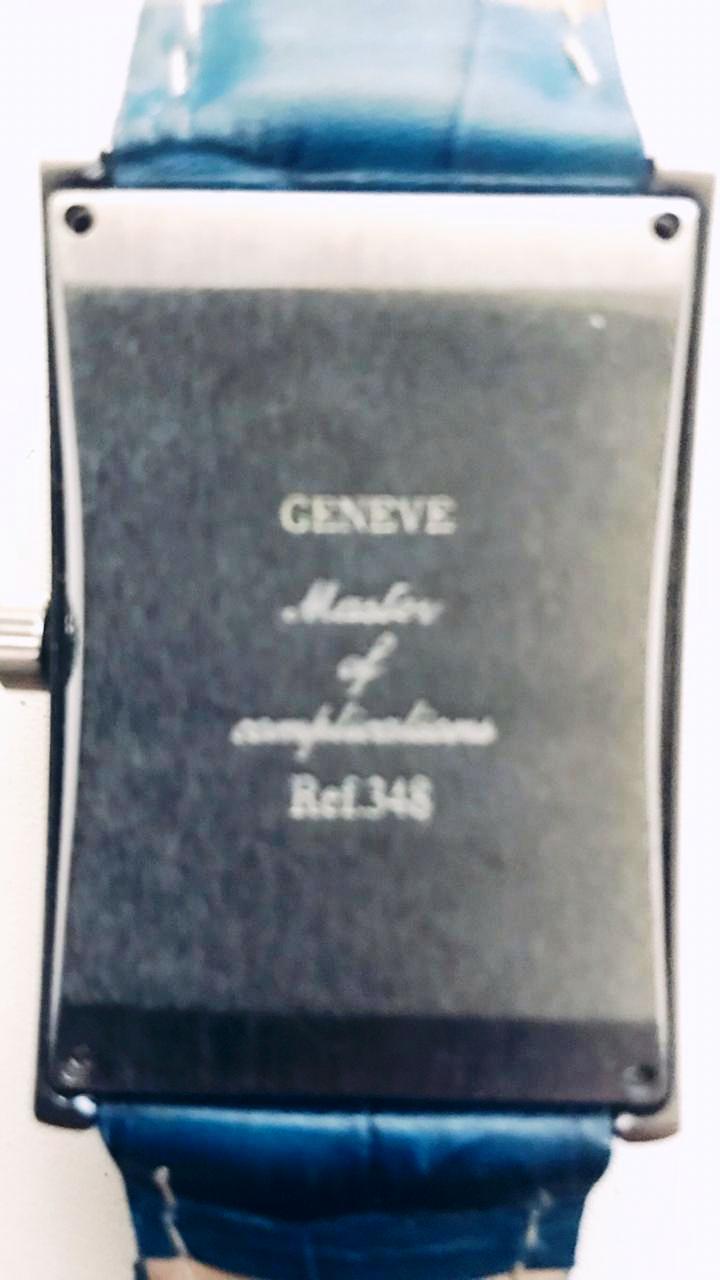 GENEVE
Master
of
complications
Ref.348